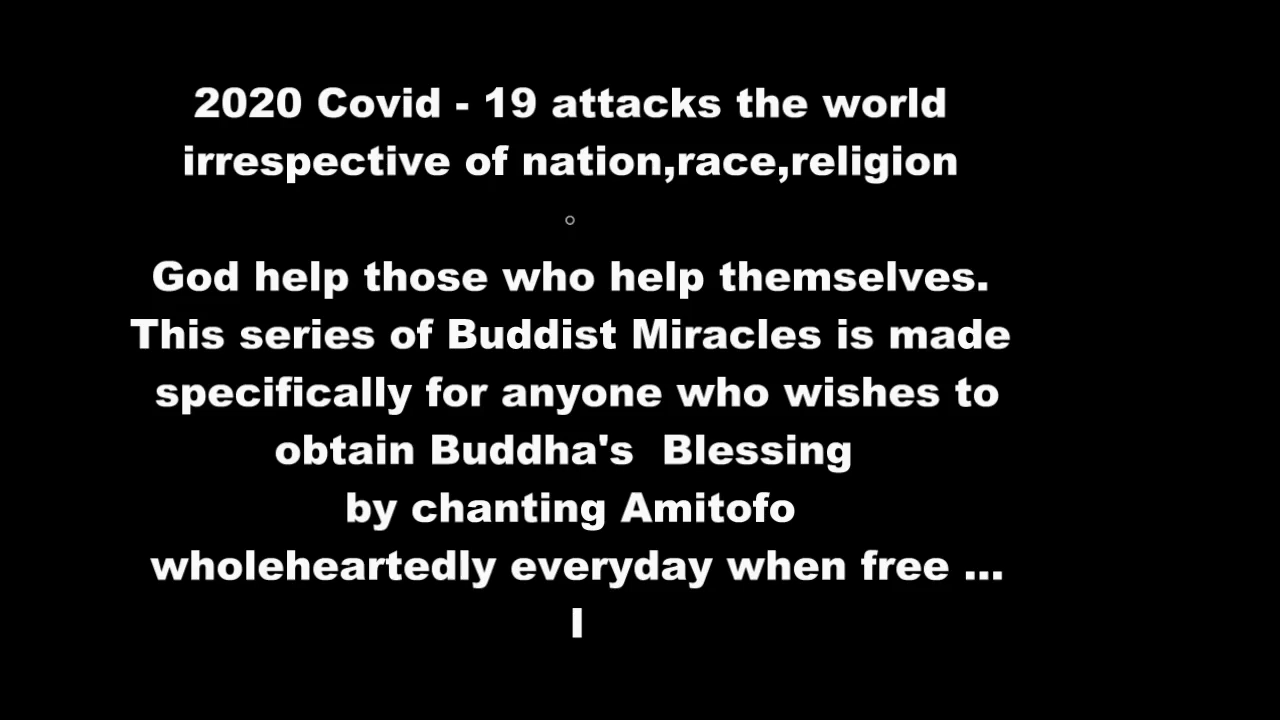 2020 Covid - 19 attacks the world
irrespective of nation,race,religion
。
God help those who help themselves.
This series of Buddist Miracles is made
specifically for anyone who wishes to
obtain Buddha's  Blessing
by chanting Amitofo
wholeheartedly everyday when free ...
I